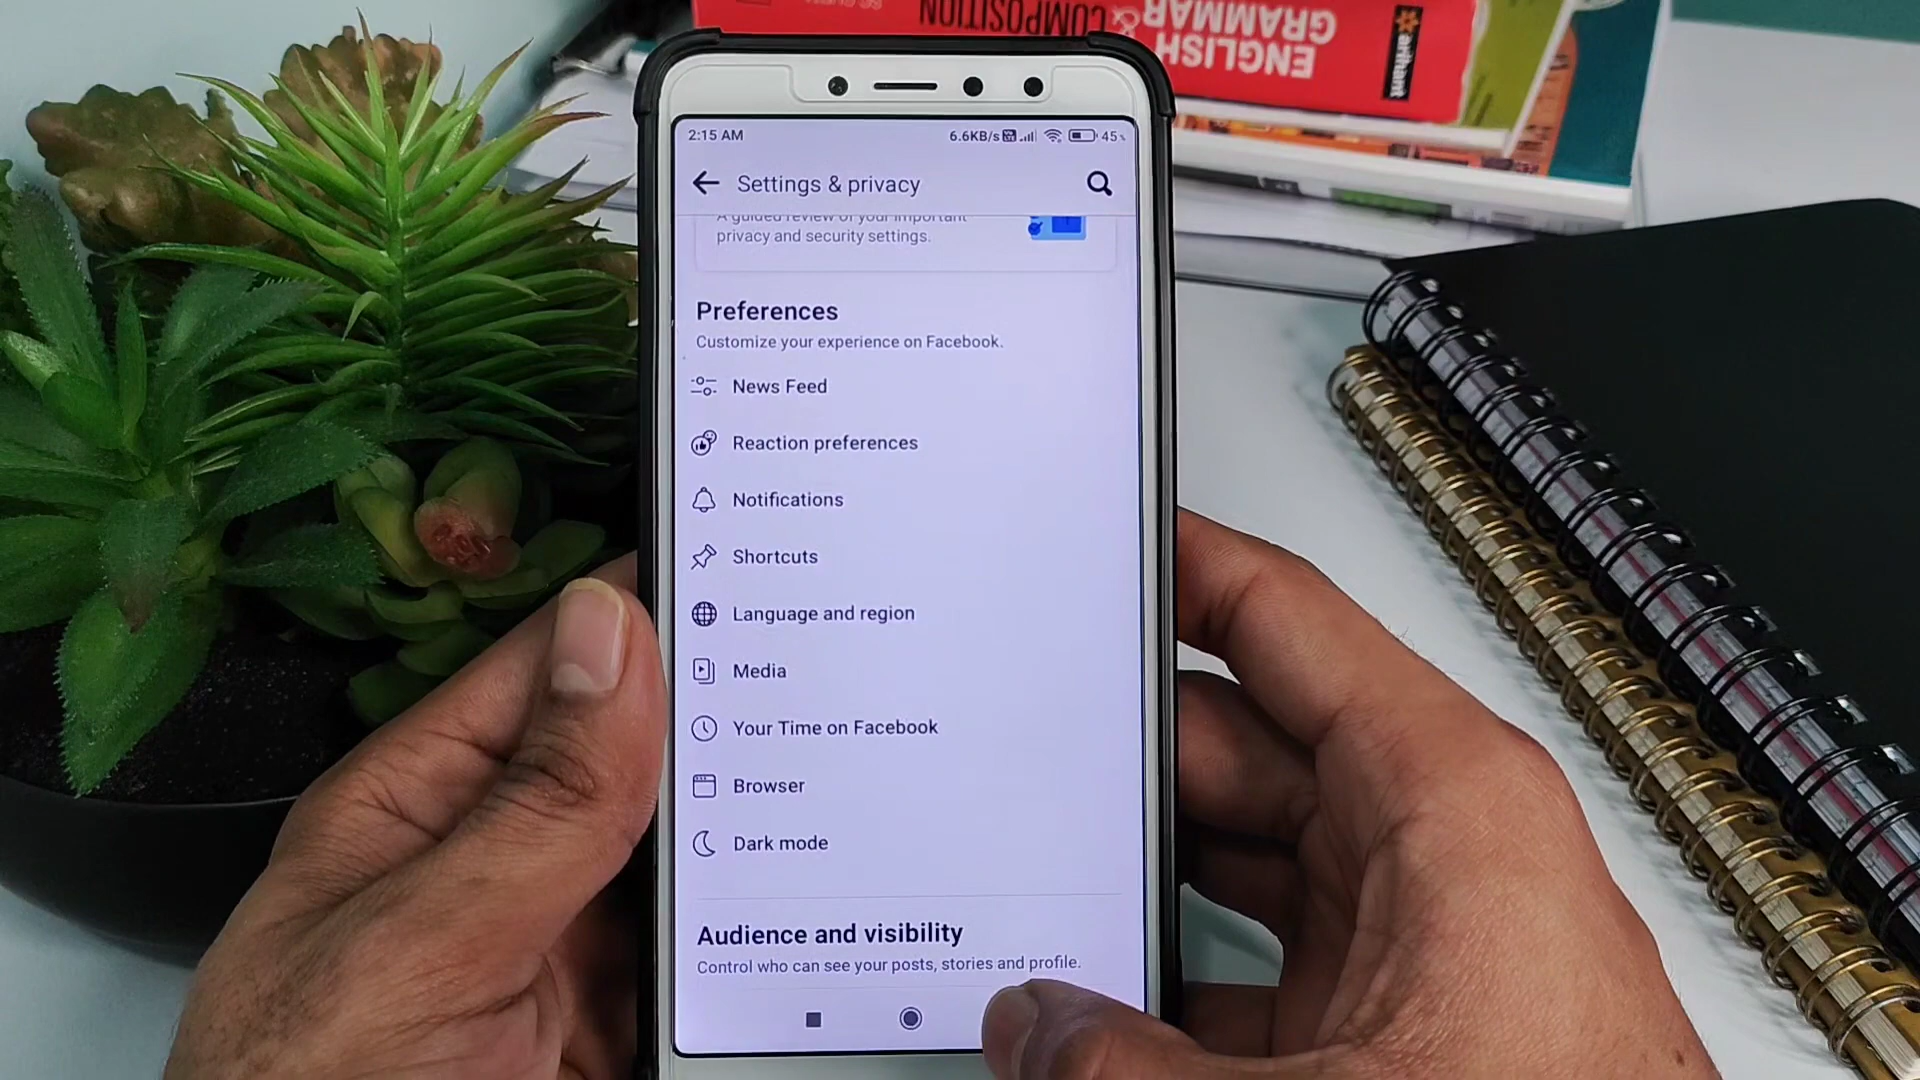 COMPOSITION
&
ENGLISH
GRAMMAR
arihant
2:15 AM
6.6KB/s
45%
Settings & privacy
A guided review of your important
privacy and security settings.
Preferences
Customize your experience on Facebook.
News Feed
Reaction preferences
Notifications
Shortcuts
Language and region
Media
Your Time on Facebook
Browser
Dark mode
Audience and visibility
Control who can see your posts, stories and profile.